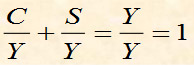 C/Y + S/Y = Y/Y = 1